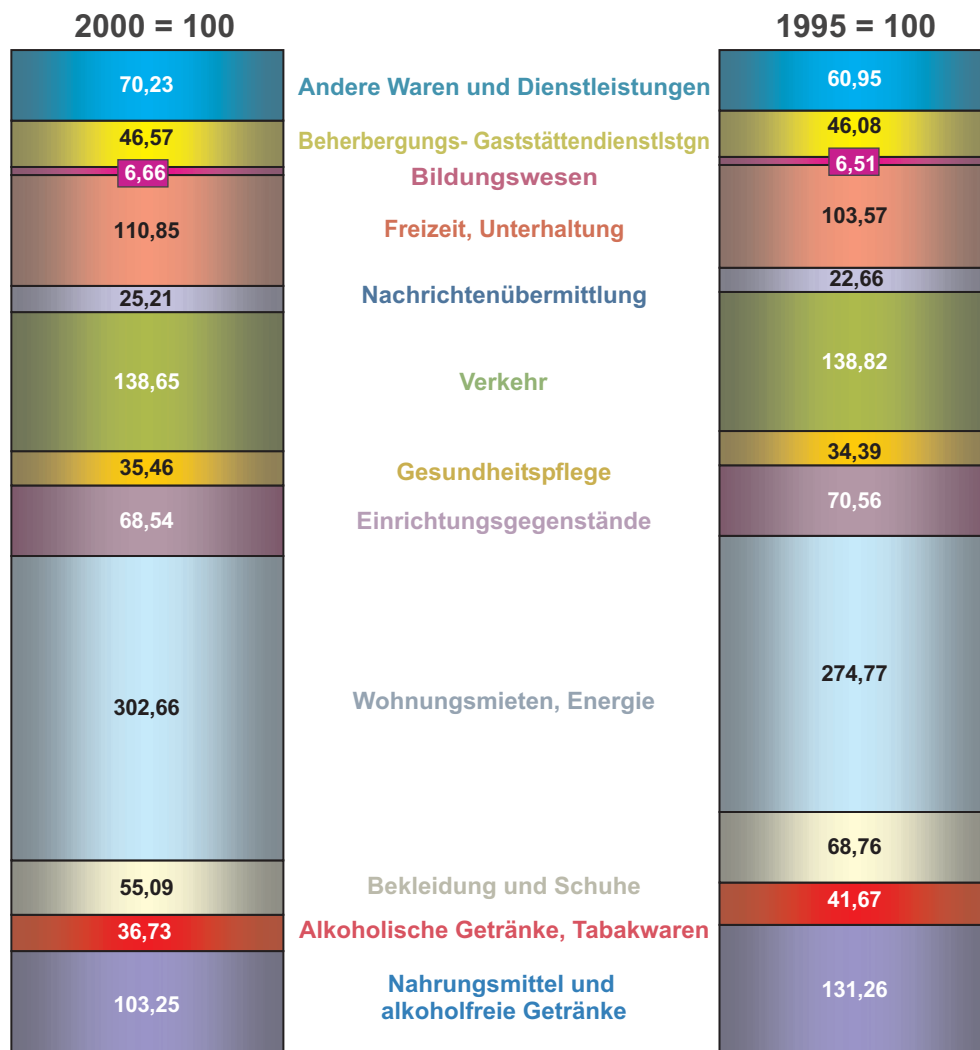 2000 = 100
1995 = 100
70,23
Andere Waren und Dienstleistungen
60,95
46,57
Beherbergungs- Gaststättendienstlstgn
46,08
6,66
Bildungswesen
6,51
110,85
Freizeit, Unterhaltung
103,57
25,21
Nachrichtenübermittlung
22,66
138,65
Verkehr
138,82
35,46
Gesundheitspflege
34,39
68,54
Einrichtungsgegenstände
70,56
302,66
Wohnungsmieten, Energie
274,77
55,09
Bekleidung und Schuhe
68,76
36,73
Alkoholische Getränke, Tabakwaren
41,67
103,25
Nahrungsmittel und
alkoholfreie Getränke
131,26